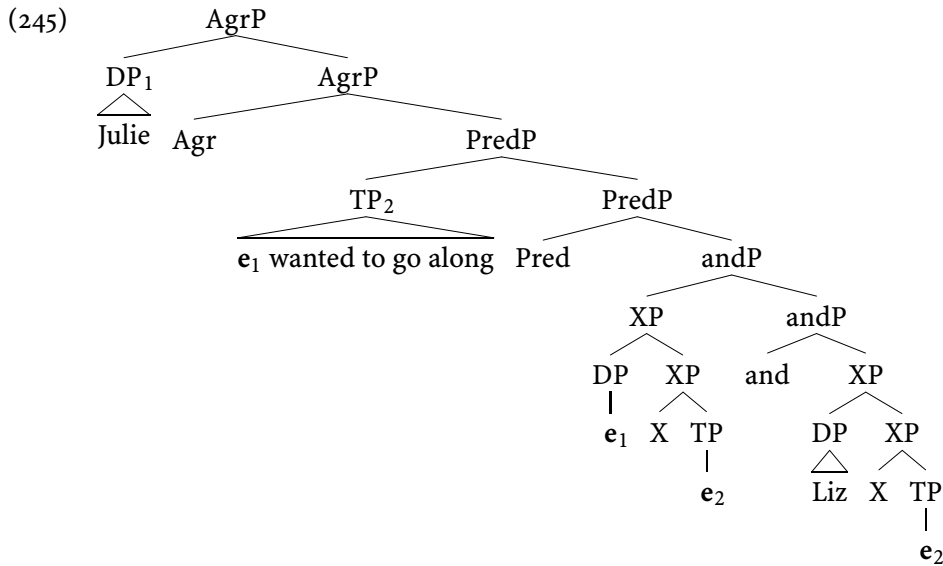 (245) AgrP
DP₁ AgrP
Julie Agr PredP
TP₂ PredP
e₁ wanted to go along Pred andP
XP andP
DP XP and XP
e₁ X TP DP XP
e₂ Liz X TP
e₂